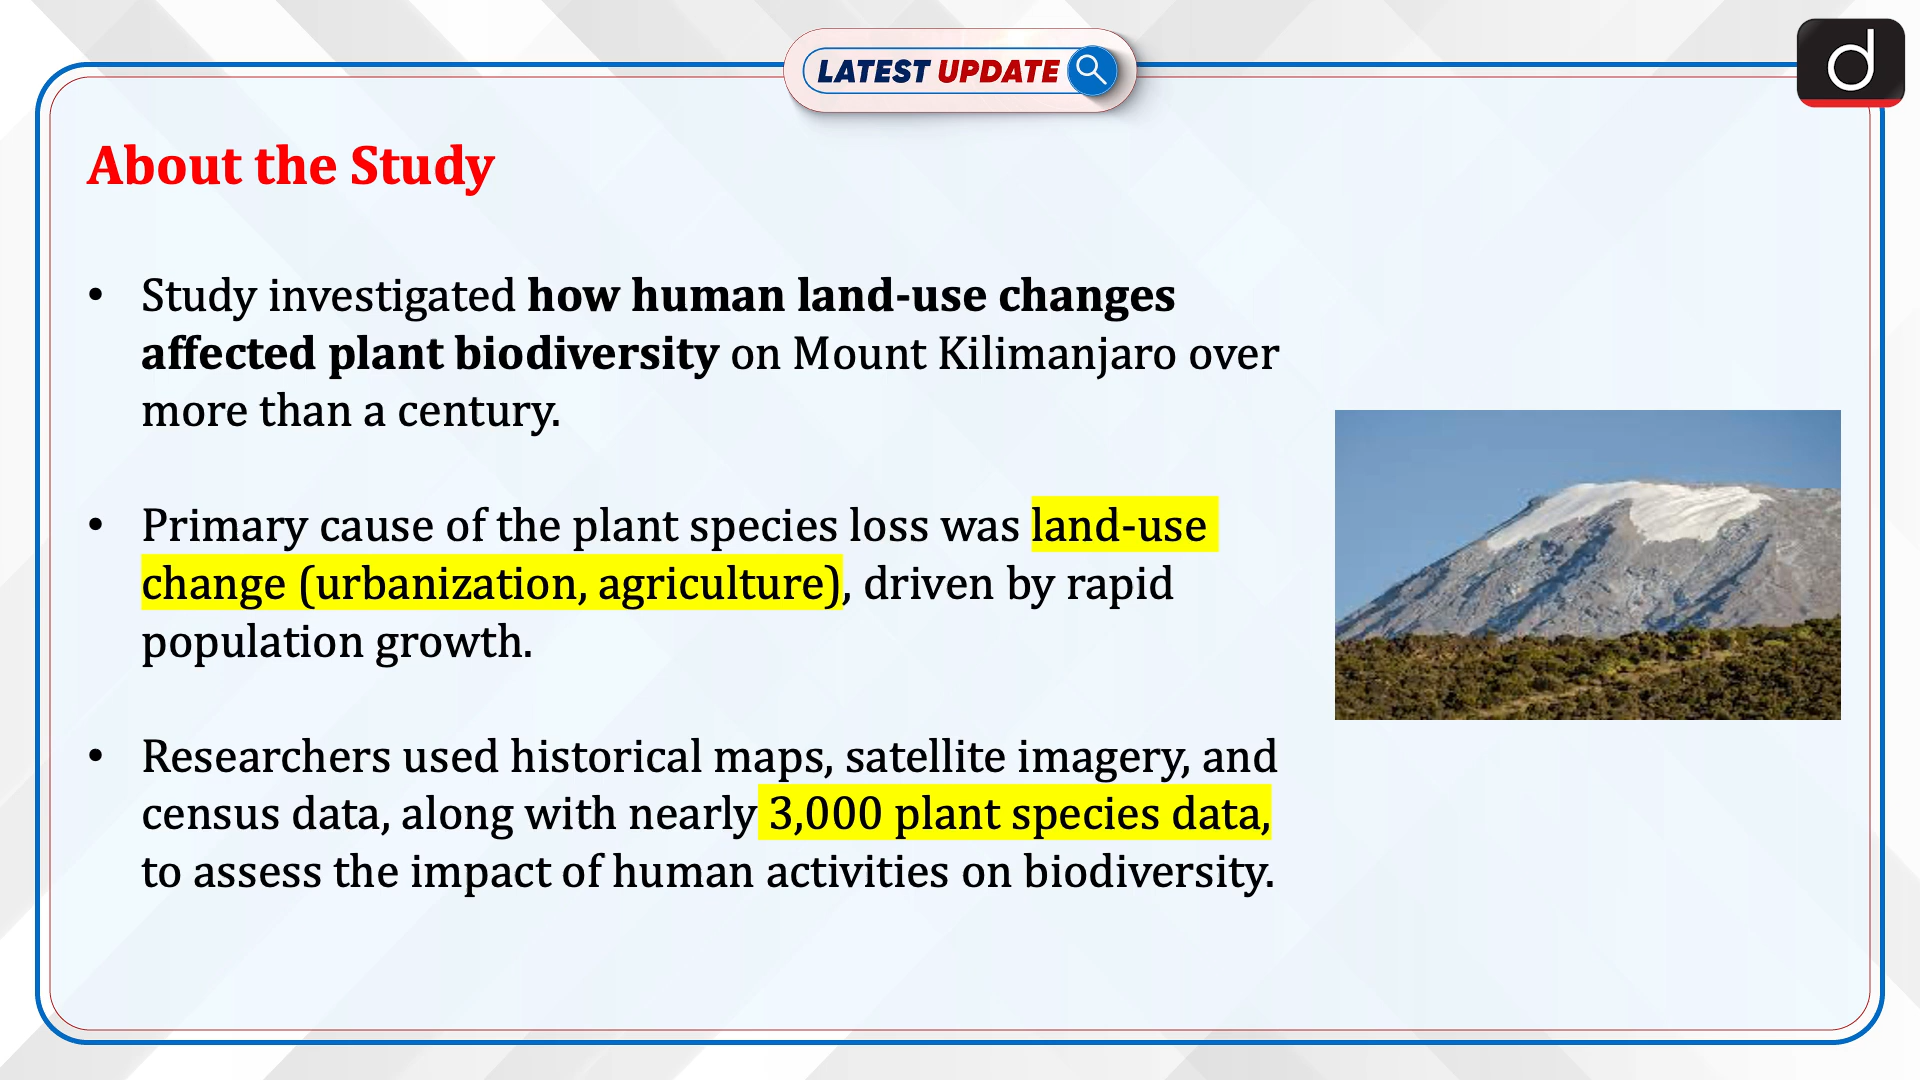 LATEST UPDATE
d
About the Study
• Study investigated how human land-use changes
affected plant biodiversity on Mount Kilimanjaro over
more than a century.
• Primary cause of the plant species loss was land-use
change (urbanization, agriculture), driven by rapid
population growth.
• Researchers used historical maps, satellite imagery, and
census data, along with nearly 3,000 plant species data,
to assess the impact of human activities on biodiversity.